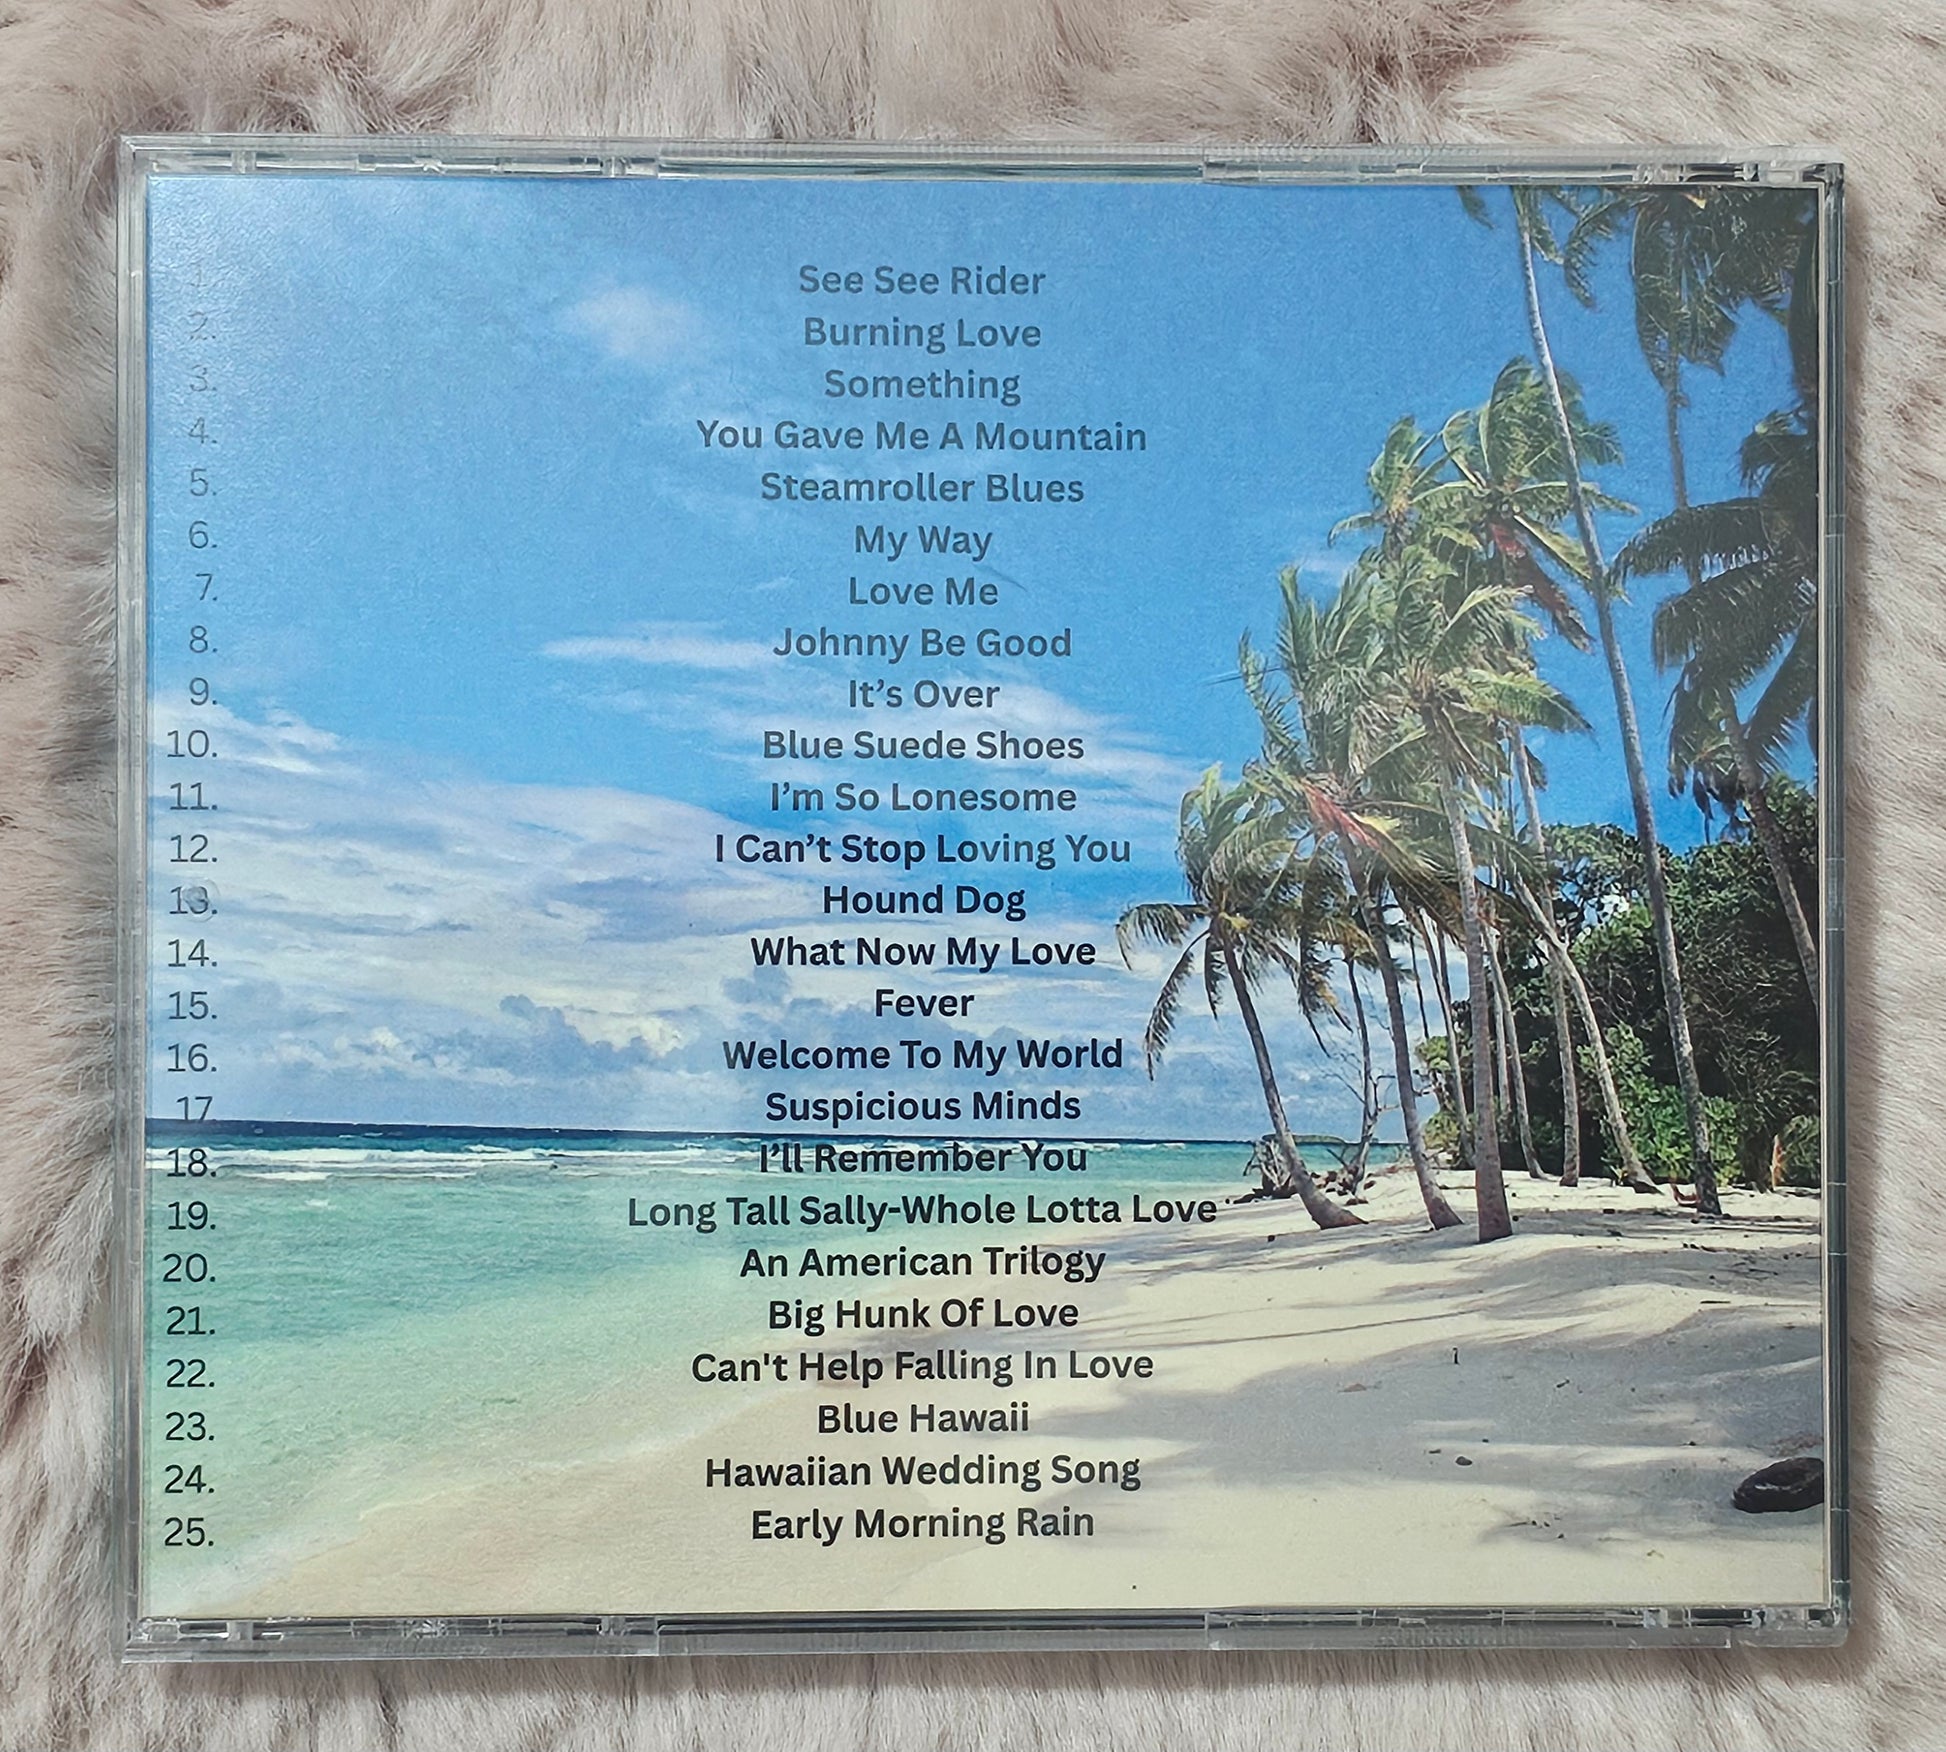 1. See See Rider
2. Burning Love
3. Something
4. You Gave Me A Mountain
5. Steamroller Blues
6. My Way
7. Love Me
8. Johnny Be Good
9. It’s Over
10. Blue Suede Shoes
11. I’m So Lonesome
12. I Can’t Stop Loving You
13. Hound Dog
14. What Now My Love
15. Fever
16. Welcome To My World
17. Suspicious Minds
18. I’ll Remember You
19. Long Tall Sally-Whole Lotta Love
20. An American Trilogy
21. Big Hunk Of Love
22. Can't Help Falling In Love
23. Blue Hawaii
24. Hawaiian Wedding Song
25. Early Morning Rain